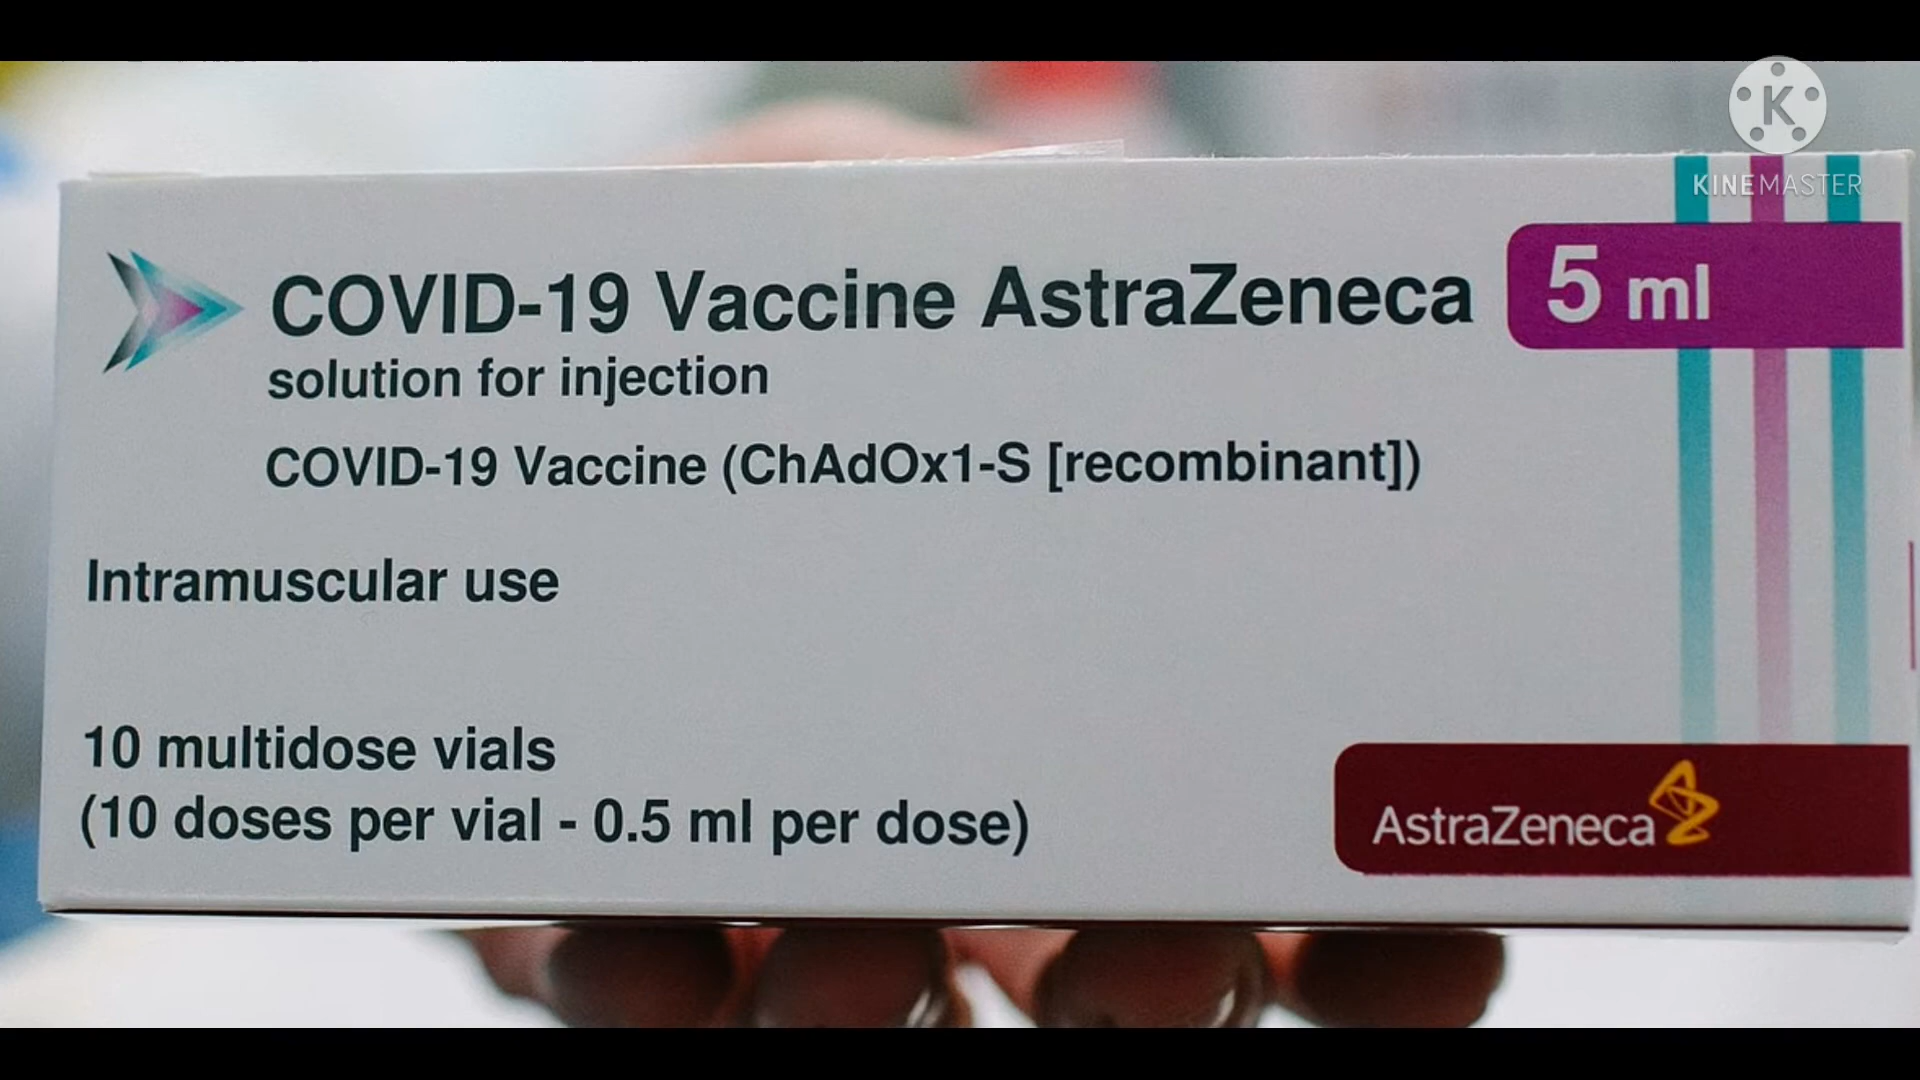 K
KINEMASTER
COVID-19 Vaccine AstraZeneca
5 ml
solution for injection
COVID-19 Vaccine (ChAdOx1-S [recombinant])
Intramuscular use
10 multidose vials
(10 doses per vial - 0.5 ml per dose)
AstraZeneca